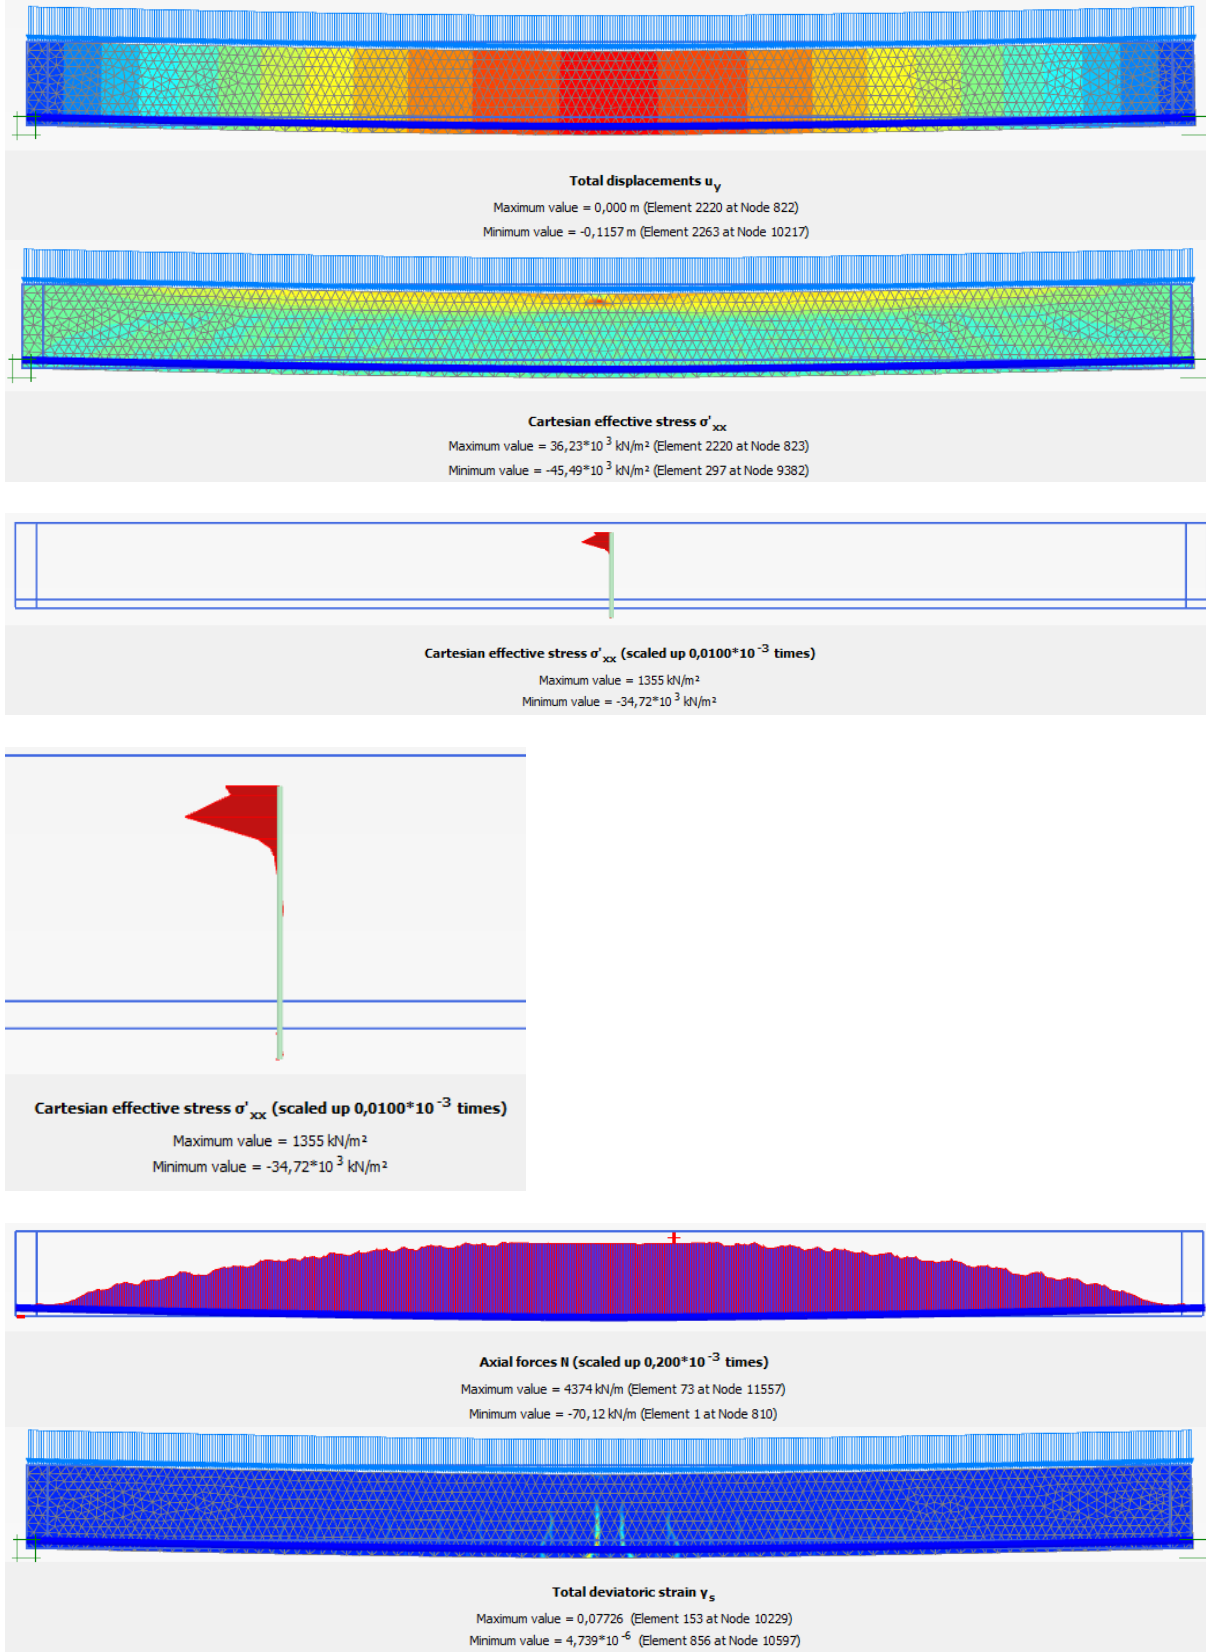 Total displacements uy
Maximum value = 0,000 m (Element 2220 at Node 822)
Minimum value = -0,1157 m (Element 2263 at Node 10217)
Cartesian effective stress σ'xx
Maximum value = 36,23*10 3 kN/m² (Element 2220 at Node 823)
Minimum value = -45,49*10 3 kN/m² (Element 297 at Node 9382)
Cartesian effective stress σ'xx (scaled up 0,0100*10 -3 times)
Maximum value = 1355 kN/m²
Minimum value = -34,72*10 3 kN/m²
Cartesian effective stress σ'xx (scaled up 0,0100*10 -3 times)
Maximum value = 1355 kN/m²
Minimum value = -34,72*10 3 kN/m²
Axial forces N (scaled up 0,200*10 -3 times)
Maximum value = 4374 kN/m (Element 73 at Node 11557)
Minimum value = -70,12 kN/m (Element 1 at Node 810)
Total deviatoric strain γs
Maximum value = 0,07726 (Element 153 at Node 10229)
Minimum value = 4,739*10 -6 (Element 856 at Node 10597)